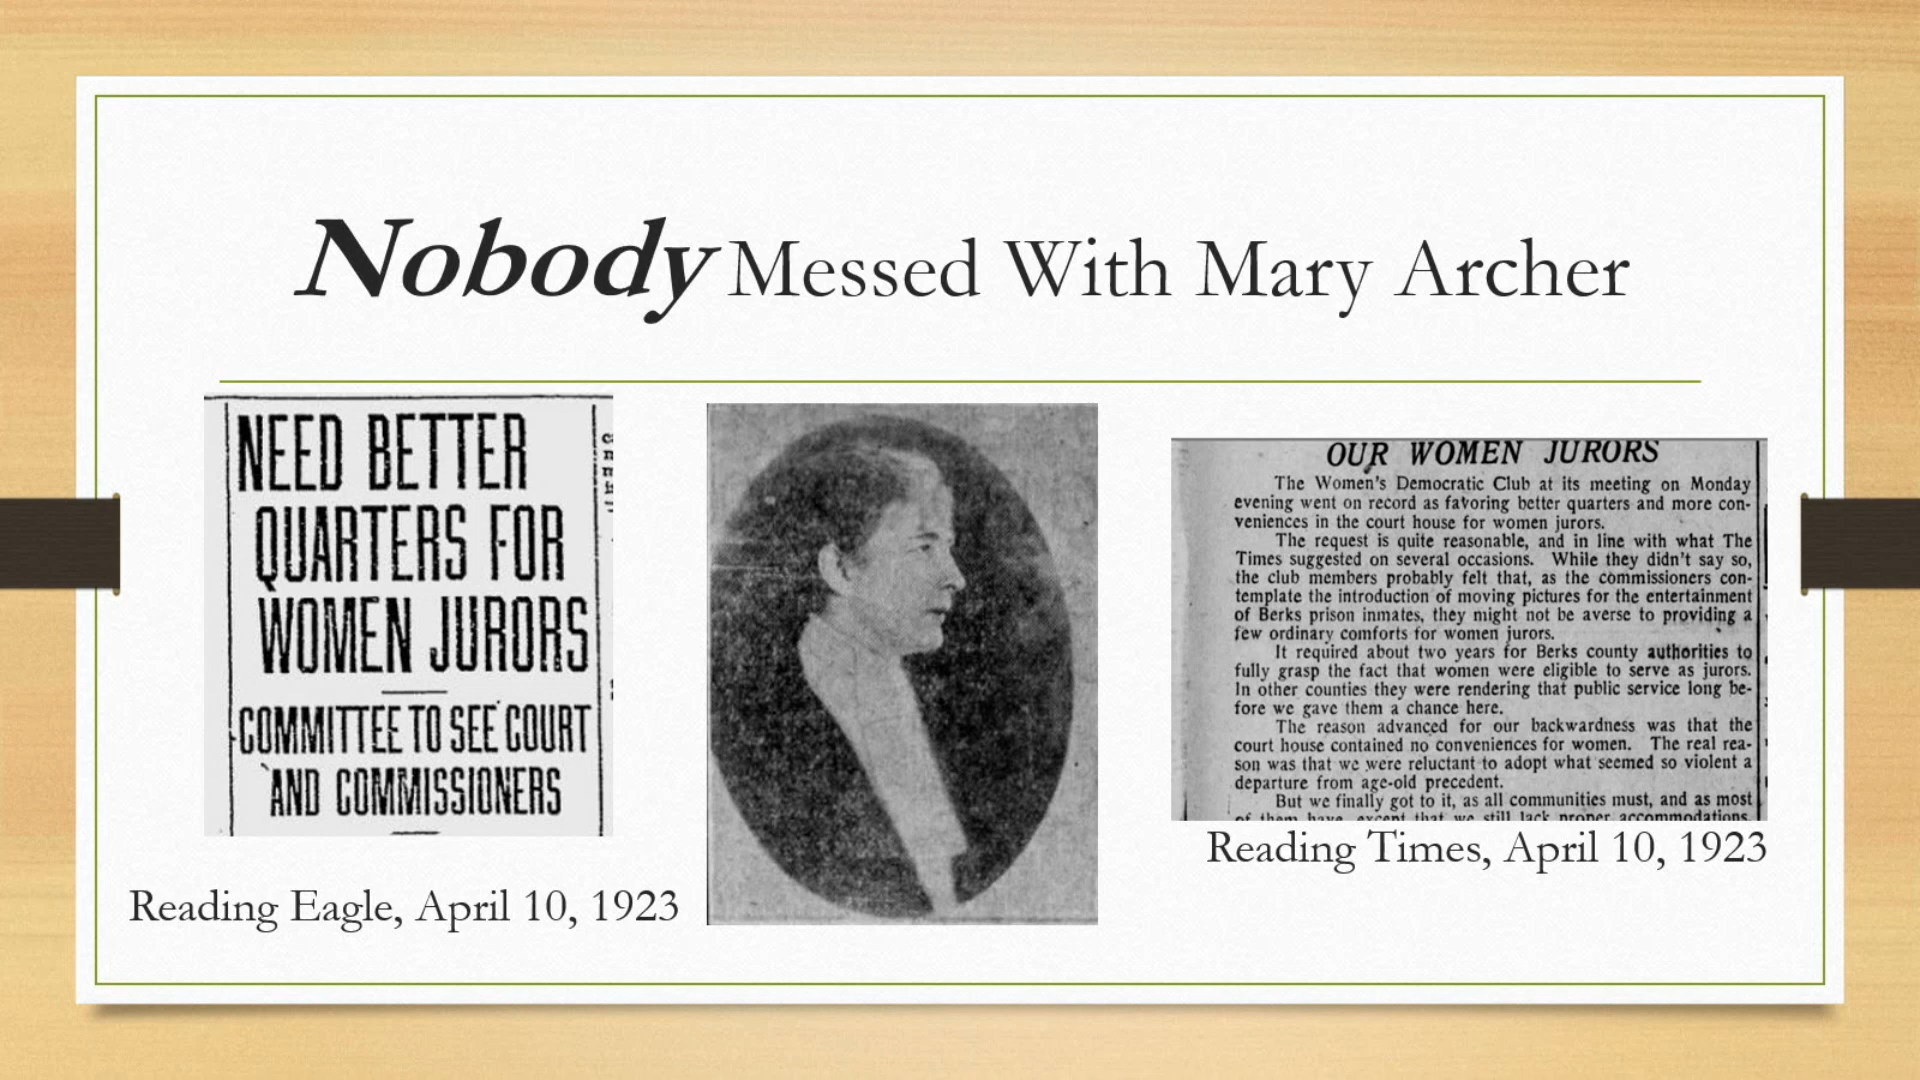 Nobody Messed With Mary Archer
NEED BETTER
QUARTERS FOR
WOMEN JURORS
COMMITTEE TO SEE COURT
AND COMMISSIONERS
Reading Eagle, April 10, 1923
OUR WOMEN JURORS
The Women's Democratic Club at its meeting on Monday
evening went on record as favoring better quarters and more con-
veniences in the court house for women jurors.
The request is quite reasonable, and in line with what The
Times suggested on several occasions. While they didn't say so,
the club members probably felt that, as the commissioners con-
template the introduction of moving pictures for the entertainment
of Berks prison inmates, they might not be averse to providing a
few ordinary comforts for women jurors.
It required about two years for Berks county authorities to
fully grasp the fact that women were eligible to serve as jurors.
In other counties they were rendering that public service long be-
fore we gave them a chance here.
The reason advanced for our backwardness was that the
court house contained no conveniences for women. The real rea-
son was that we were reluctant to adopt what seemed so violent a
departure from age-old precedent.
But we finally got to it, as all communities must, and as most
of them have, except that we still lack proper accommodations.
Reading Times, April 10, 1923